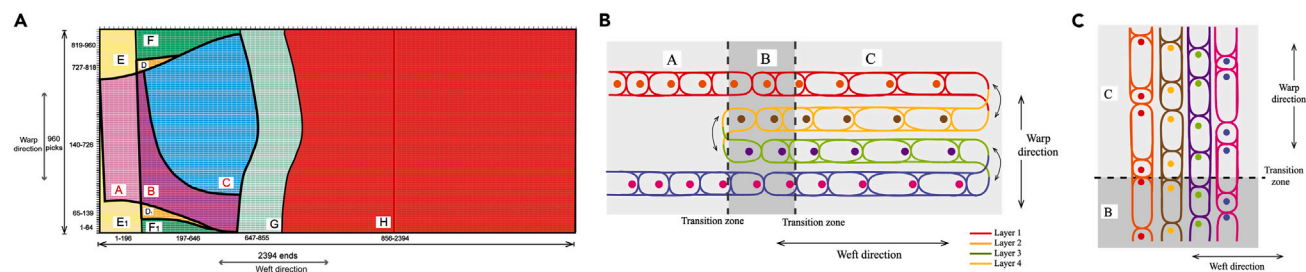 A
819-960
727-818
Warp
direction
960
picks
140-726
65-139
1-64
E
F
D
A
B
C
E1
D1
F1
G
H
1-196
197-646
647-855
856-2394
2394 ends
Weft direction
B
A
B
C
Warp
direction
Transition zone
Transition zone
Weft direction
Layer 1
Layer 2
Layer 3
Layer 4
C
C
B
Warp
direction
Transition
zone
Weft direction